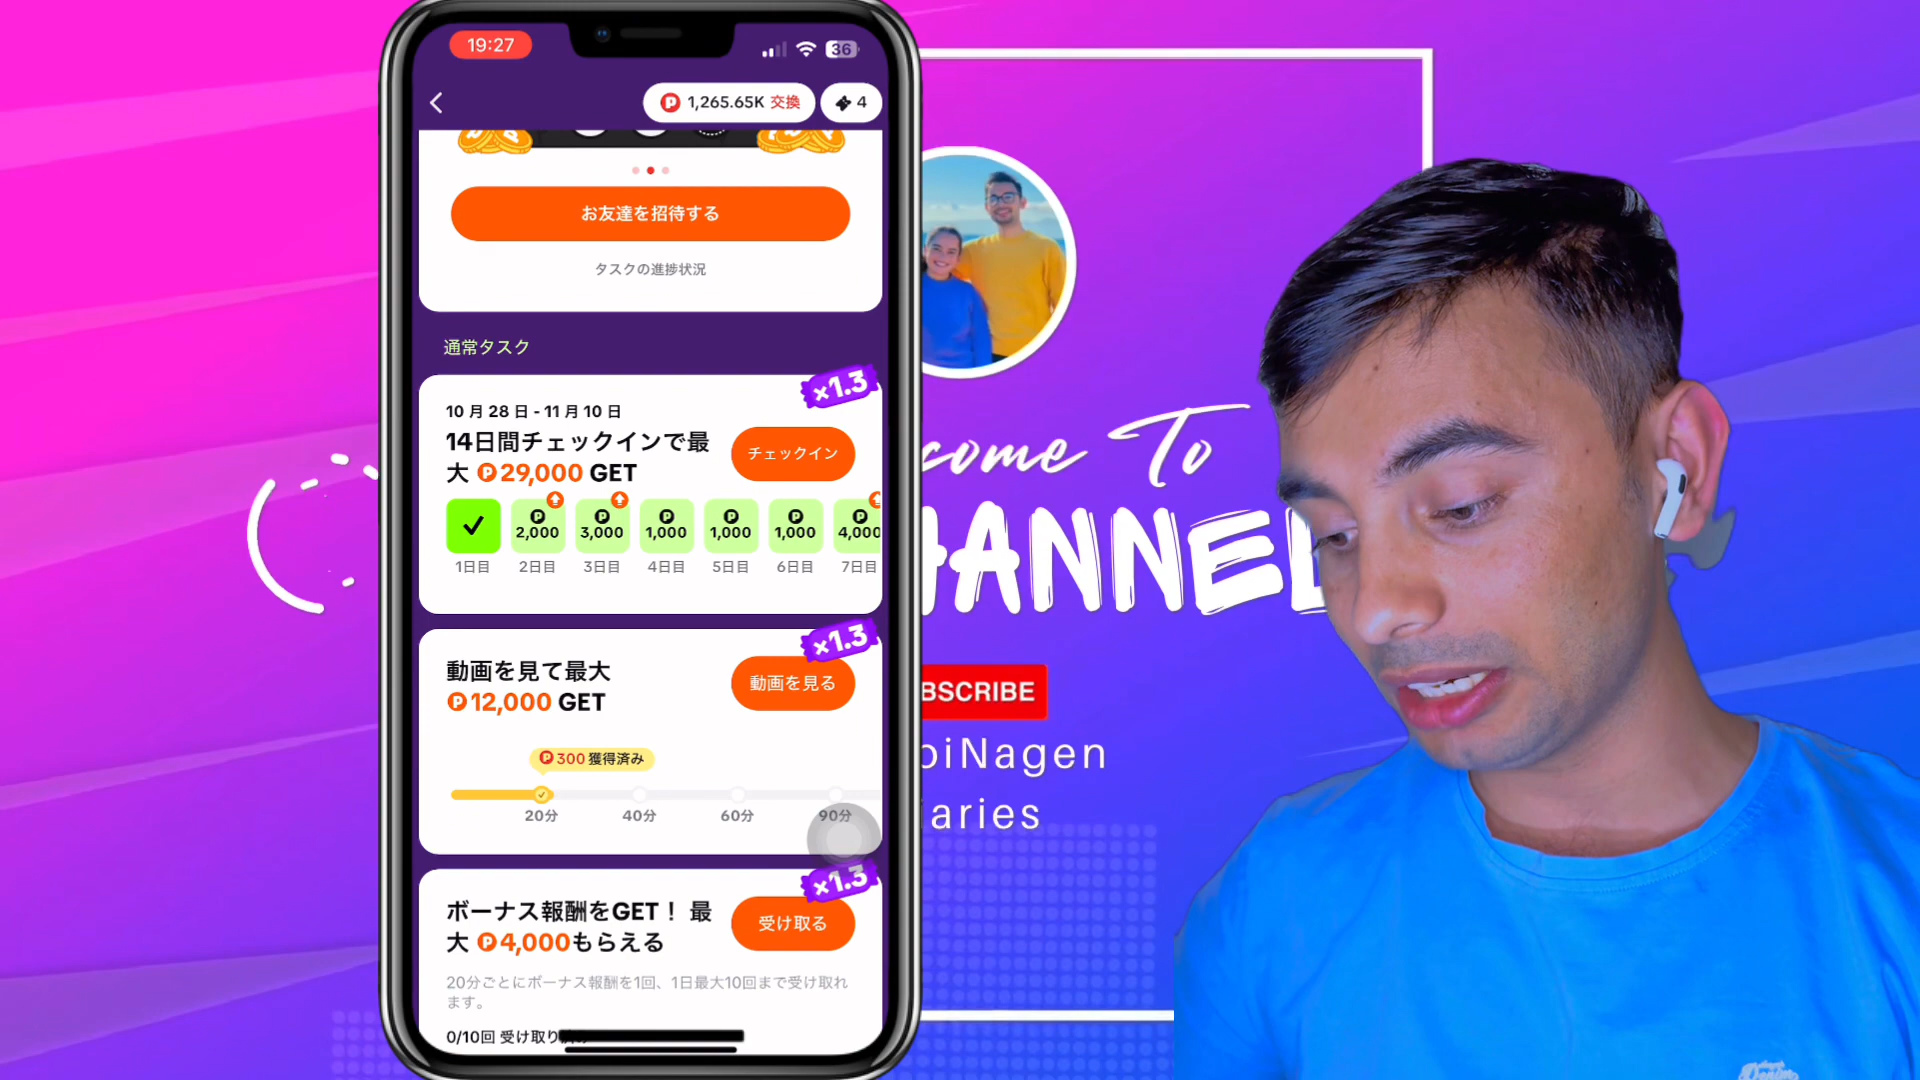 19:27
36
1,265.65K 交換
4
お友達を招待する
タスクの進捗状況
通常タスク
×1.3
10 月 28 日 - 11 月 10 日
14日間チェックインで最
大 P 29,000 GET
チェックイン
P 2,000
P 3,000
P 1,000
P 1,000
P 1,000
P 4,000
1日目
2日目
3日目
4日目
5日目
6日目
7日目
×1.3
動画を見て最大
P 12,000 GET
動画を見る
P 300 獲得済み
20分
40分
60分
90分
×1.3
ボーナス報酬をGET！ 最
大 P 4,000もらえる
受け取る
20分ごとにボーナス報酬を1回、1日最大10回まで受け取れ
ます。
0/10回 受け取り
come To
HANNEL
BSCRIBE
biNagen
iaries